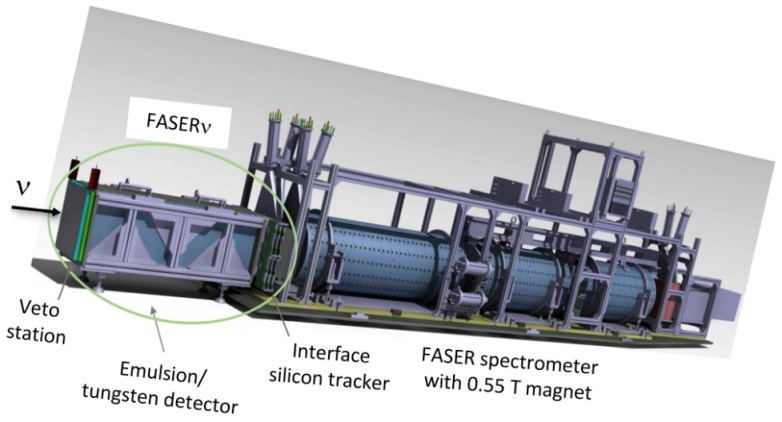 FASERν
ν
Veto
station
Emulsion/
tungsten detector
Interface
silicon tracker
FASER spectrometer
with 0.55 T magnet